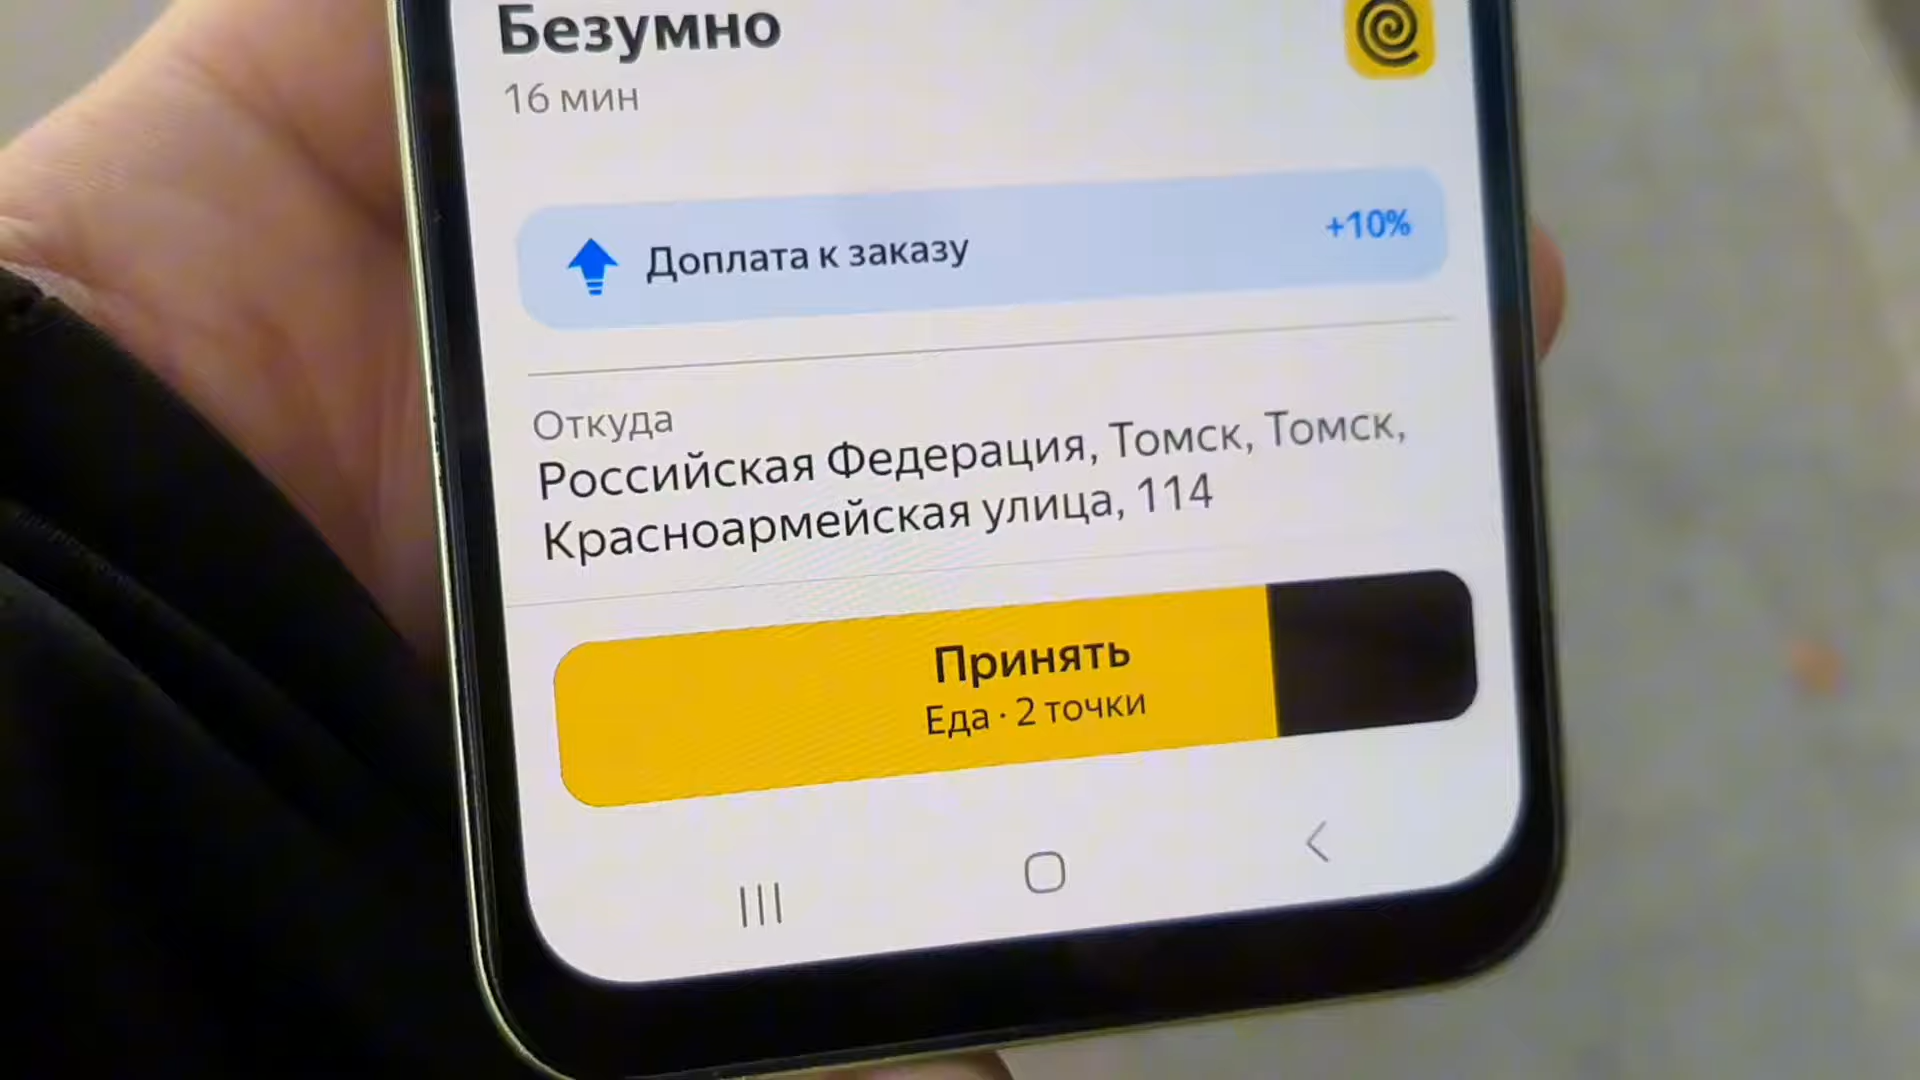 Безумно
16 мин
Доплата к заказу
+10%
Откуда
Российская Федерация, Томск, Томск,
Красноармейская улица, 114
Принять
Еда · 2 точки